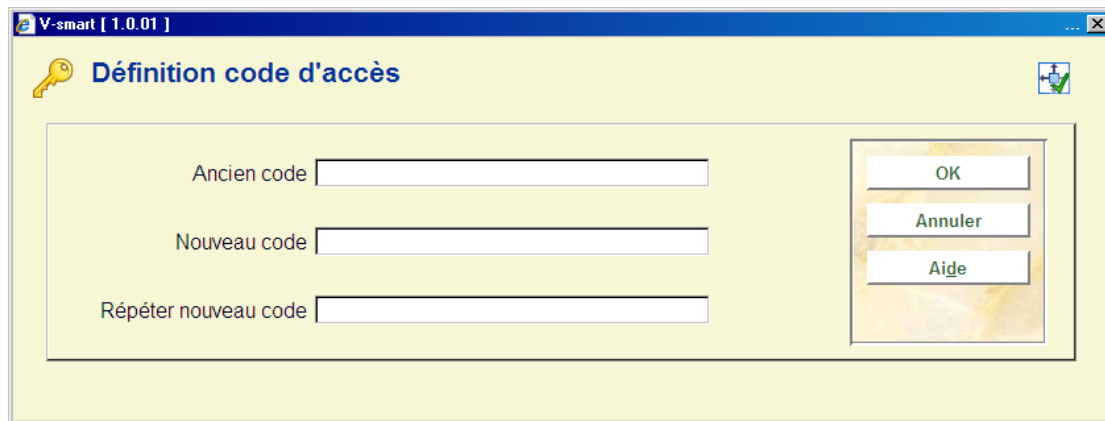 V-smart [ 1.0.01 ]
...
Définition code d'accès
Ancien code
OK
Nouveau code
Annuler
Aide
Répéter nouveau code